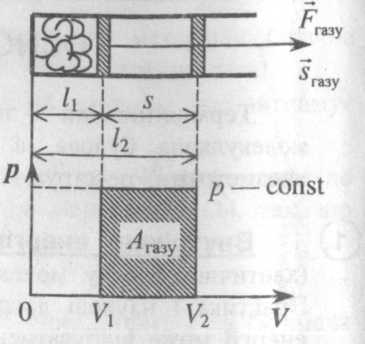 F⃗газу
s⃗газу
l₁ s
l₂
p p — const
Aгазу
0 V₁ V₂ V